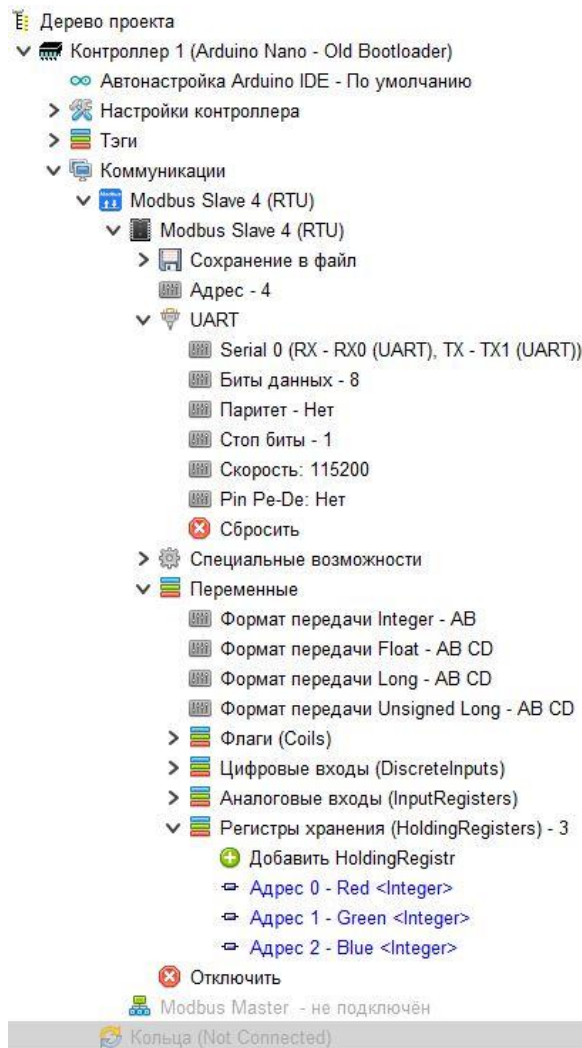 Дерево проекта
Контроллер 1 (Arduino Nano - Old Bootloader)
Автонастройка Arduino IDE - По умолчанию
Настройки контроллера
Тэги
Коммуникации
Modbus Slave 4 (RTU)
Modbus Slave 4 (RTU)
Сохранение в файл
Адрес - 4
UART
Serial 0 (RX - RX0 (UART), TX - TX1 (UART))
Биты данных - 8
Паритет - Нет
Стоп биты - 1
Скорость: 115200
Pin Pe-De: Нет
Сбросить
Специальные возможности
Переменные
Формат передачи Integer - AB
Формат передачи Float - AB CD
Формат передачи Long - AB CD
Формат передачи Unsigned Long - AB CD
Флаги (Coils)
Цифровые входы (DiscreteInputs)
Аналоговые входы (InputRegisters)
Регистры хранения (HoldingRegisters) - 3
Добавить HoldingRegistr
Адрес 0 - Red <Integer>
Адрес 1 - Green <Integer>
Адрес 2 - Blue <Integer>
Отключить
Modbus Master - не подключён
Кольца (Not Connected)